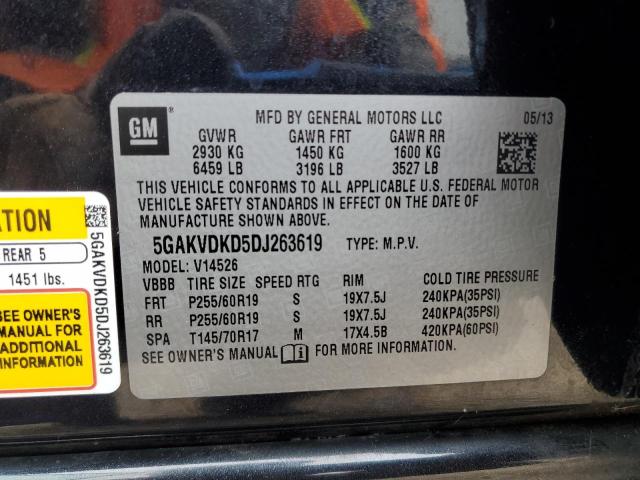 GM
MFD BY GENERAL MOTORS LLC 05/13
GVWR GAWR FRT GAWR RR
2930 KG 1450 KG 1600 KG
6459 LB 3196 LB 3527 LB
THIS VEHICLE CONFORMS TO ALL APPLICABLE U.S. FEDERAL MOTOR
VEHICLE SAFETY STANDARDS IN EFFECT ON THE DATE OF
MANUFACTURE SHOWN ABOVE.
5GAKVDKD5DJ263619 TYPE: M.P.V.
MODEL: V14526
VBBB TIRE SIZE SPEED RTG RIM COLD TIRE PRESSURE
FRT P255/60R19 S 19X7.5J 240KPA(35PSI)
RR P255/60R19 S 19X7.5J 240KPA(35PSI)
SPA T145/70R17 M 17X4.5B 420KPA(60PSI)
SEE OWNER'S MANUAL i FOR MORE INFORMATION.
ATION
REAR 5
1451 lbs.
SEE OWNER'S
MANUAL FOR
ADDITIONAL
INFORMATION
5GAKVDKD5DJ263619